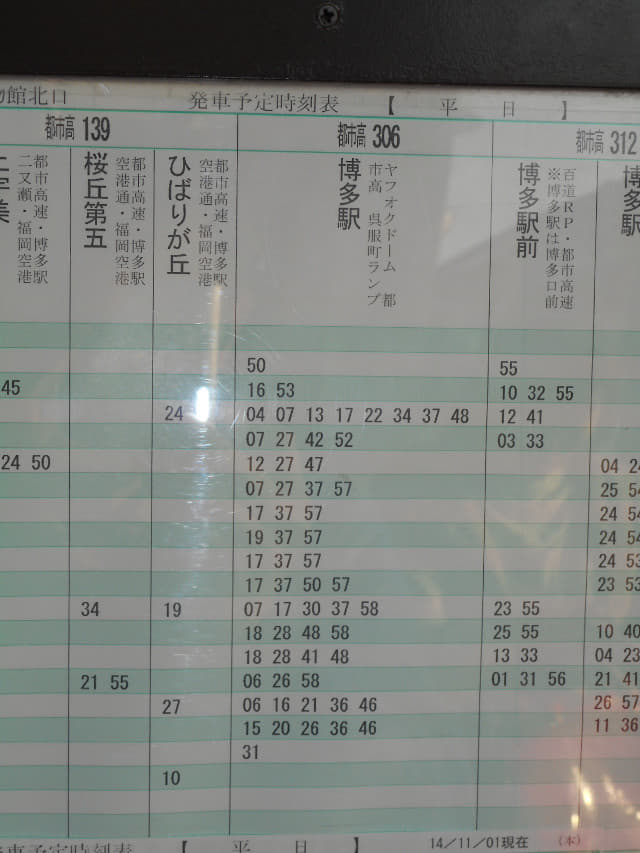 物館北口 発車予定時刻表 【 平 日 】
都市高 139 都市高 306 都市高 312
都市高速・博多駅
二又瀬・福岡空港
桜丘第五
都市高速・博多駅
空港通・福岡空港
ひばりが丘
都市高速・博多駅
空港通・福岡空港
博多駅
ヤフオクドーム 都
市高 呉服町ランプ
博多駅前
百道RP・都市高速
※博多駅は博多口前
50 55
45 16 53 10 32 55
24 04 07 13 17 22 34 37 48 12 41
07 27 42 52 03 33
24 50 12 27 47 04 24
07 27 37 57 25 54
17 37 57 24 54
19 37 57 24 54
17 37 57 24 53
17 37 50 57 23 53
34 19 07 17 30 37 58 23 55
18 28 48 58 25 55 10 40
18 28 41 48 13 33 04 23
21 55 06 26 58 01 31 56 21 41
27 06 16 21 36 46 26 57
15 20 26 36 46 11 36
31
10
発車予定時刻表 【 平 日 】 14/11/01現在 (本)